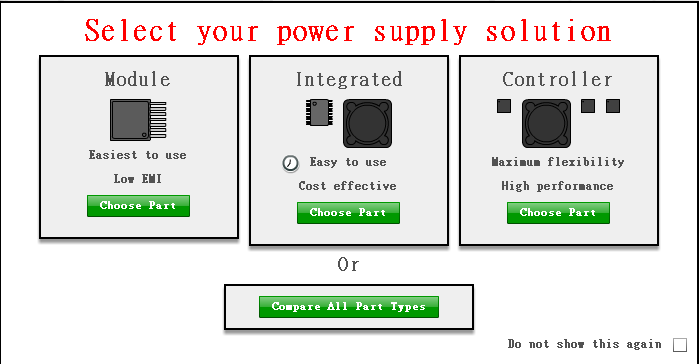 Select your power supply solution
Module
Easiest to use
Low EMI
Choose Part
Integrated
Easy to use
Cost effective
Choose Part
Controller
Maximum flexibility
High performance
Choose Part
Or
Compare All Part Types
Do not show this again